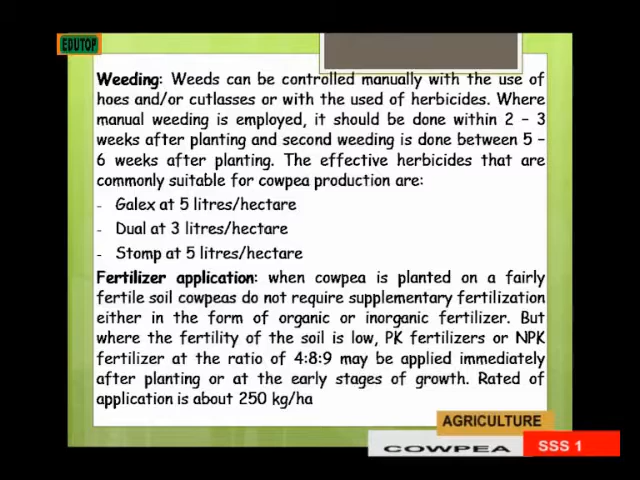 EDUTOP
Weeding: Weeds can be controlled manually with the use of
hoes and/or cutlasses or with the used of herbicides. Where
manual weeding is employed, it should be done within 2 – 3
weeks after planting and second weeding is done between 5 –
6 weeks after planting. The effective herbicides that are
commonly suitable for cowpea production are:
- Galex at 5 litres/hectare
- Dual at 3 litres/hectare
- Stomp at 5 litres/hectare
Fertilizer application: when cowpea is planted on a fairly
fertile soil cowpeas do not require supplementary fertilization
either in the form of organic or inorganic fertilizer. But
where the fertility of the soil is low, PK fertilizers or NPK
fertilizer at the ratio of 4:8:9 may be applied immediately
after planting or at the early stages of growth. Rated of
application is about 250 kg/ha
AGRICULTURE
COWPEA SSS 1